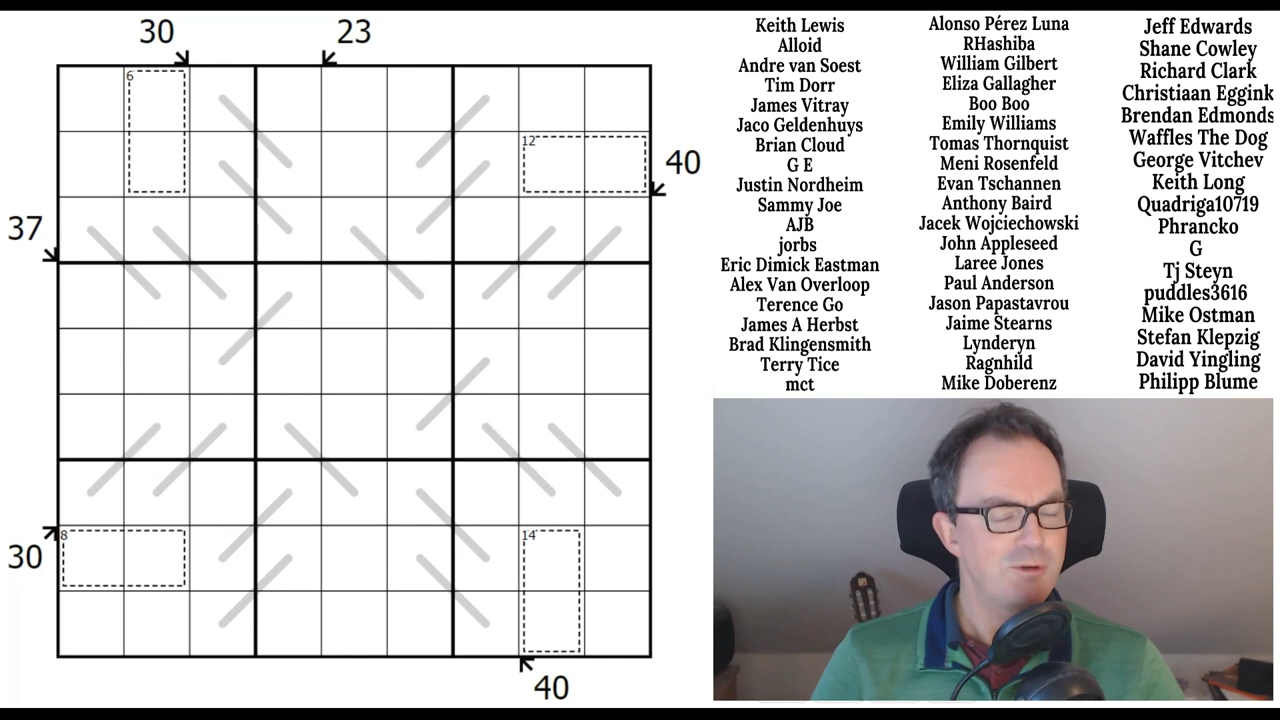 30
23
6
12
40
37
30
8
14
40
Keith Lewis
Alloid
Andre van Soest
Tim Dorr
James Vitray
Jaco Geldenhuys
Brian Cloud
G E
Justin Nordheim
Sammy Joe
AJB
jorbs
Eric Dimick Eastman
Alex Van Overloop
Terence Go
James A Herbst
Brad Klingensmith
Terry Tice
mct
Alonso Pérez Luna
RHashiba
William Gilbert
Eliza Gallagher
Boo Boo
Emily Williams
Tomas Thornquist
Meni Rosenfeld
Evan Tschannen
Anthony Baird
Jacek Wojciechowski
John Appleseed
Laree Jones
Paul Anderson
Jason Papastavrou
Jaime Stearns
Lynderyn
Ragnhild
Mike Doberenz
Jeff Edwards
Shane Cowley
Richard Clark
Christiaan Eggink
Brendan Edmonds
Waffles The Dog
George Vitchev
Keith Long
Quadriga10719
Phrancko
G
Tj Steyn
puddles3616
Mike Ostman
Stefan Klepzig
David Yingling
Philipp Blume